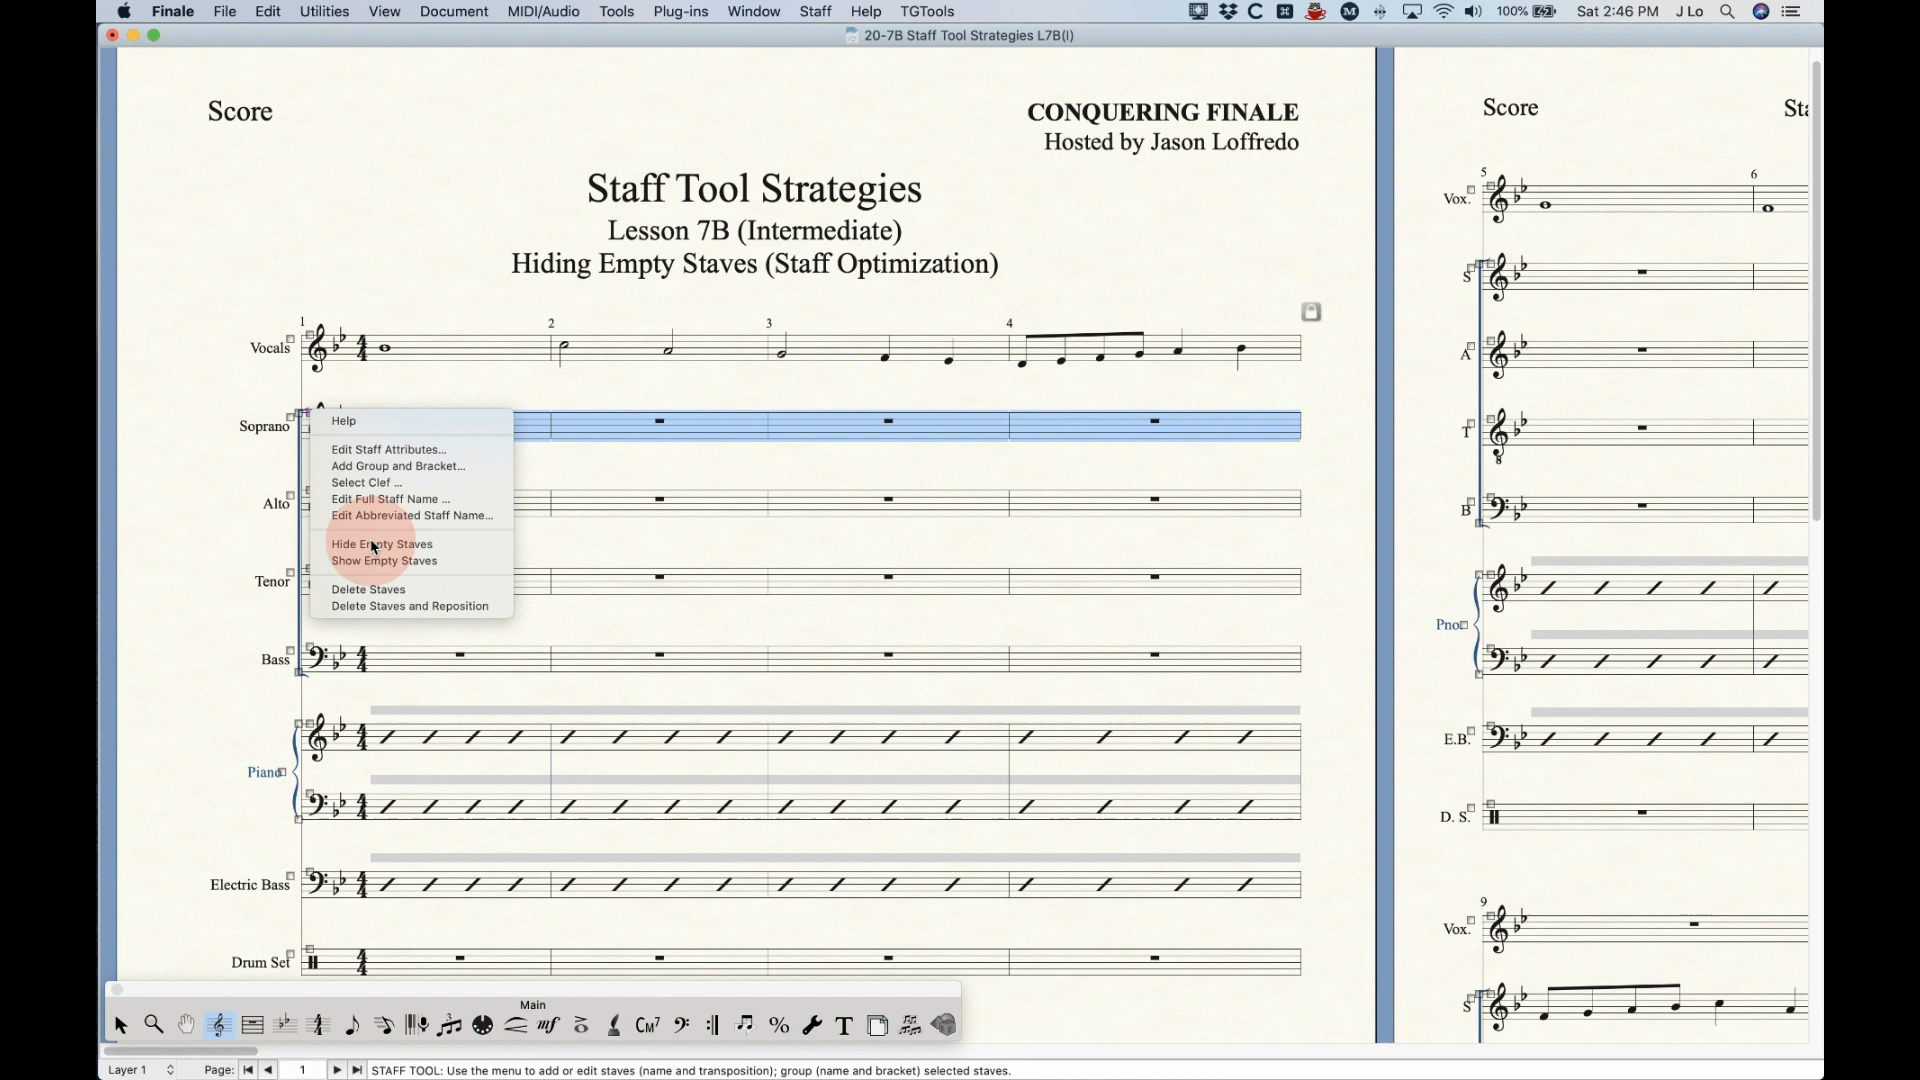 Finale File Edit Utilities View Document MIDI/Audio Tools Plug-ins Window Staff Help TGTools 100% Sat 2:46 PM J Lo
20-7B Staff Tool Strategies L7B(I)
Score
CONQUERING FINALE
Hosted by Jason Loffredo
Staff Tool Strategies
Lesson 7B (Intermediate)
Hiding Empty Staves (Staff Optimization)
1 2 3 4
Vocals
Soprano
Alto
Tenor
Bass
Piano
Electric Bass
Drum Set
Help
Edit Staff Attributes...
Add Group and Bracket...
Select Clef ...
Edit Full Staff Name ...
Edit Abbreviated Staff Name...
Hide Empty Staves
Show Empty Staves
Delete Staves
Delete Staves and Reposition
Score
5 6
Vox.
S
A
T
8
B
Pno.
E.B.
D. S.
9
Vox.
S
Main
mf CM7 %  T
Layer 1 Page: 1 STAFF TOOL: Use the menu to add or edit staves (name and transposition); group (name and bracket) selected staves.